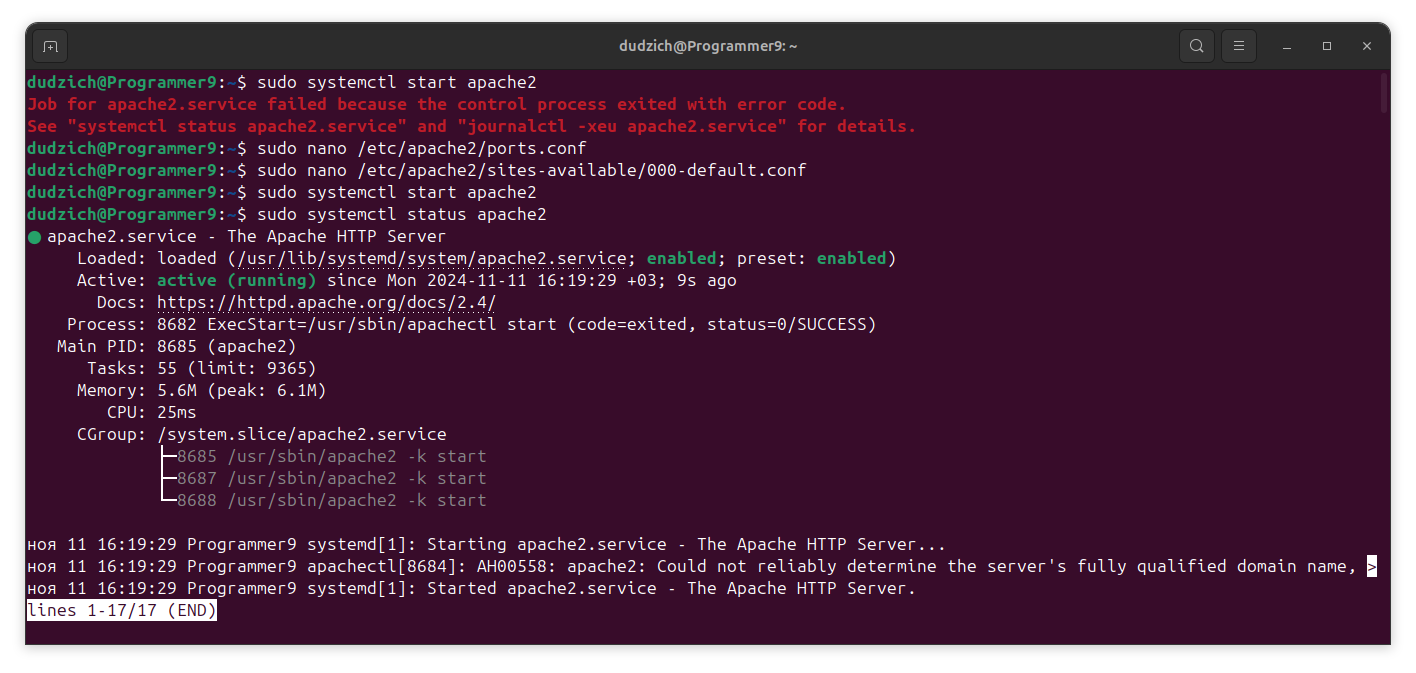 dudzich@Programmer9: ~
dudzich@Programmer9:~$ sudo systemctl start apache2
Job for apache2.service failed because the control process exited with error code.
See "systemctl status apache2.service" and "journalctl -xeu apache2.service" for details.
dudzich@Programmer9:~$ sudo nano /etc/apache2/ports.conf
dudzich@Programmer9:~$ sudo nano /etc/apache2/sites-available/000-default.conf
dudzich@Programmer9:~$ sudo systemctl start apache2
dudzich@Programmer9:~$ sudo systemctl status apache2
● apache2.service - The Apache HTTP Server
Loaded: loaded (/usr/lib/systemd/system/apache2.service; enabled; preset: enabled)
Active: active (running) since Mon 2024-11-11 16:19:29 +03; 9s ago
Docs: https://httpd.apache.org/docs/2.4/
Process: 8682 ExecStart=/usr/sbin/apachectl start (code=exited, status=0/SUCCESS)
Main PID: 8685 (apache2)
Tasks: 55 (limit: 9365)
Memory: 5.6M (peak: 6.1M)
CPU: 25ms
CGroup: /system.slice/apache2.service
├─8685 /usr/sbin/apache2 -k start
├─8687 /usr/sbin/apache2 -k start
└─8688 /usr/sbin/apache2 -k start
ноя 11 16:19:29 Programmer9 systemd[1]: Starting apache2.service - The Apache HTTP Server...
ноя 11 16:19:29 Programmer9 apachectl[8684]: AH00558: apache2: Could not reliably determine the server's fully qualified domain name, >
ноя 11 16:19:29 Programmer9 systemd[1]: Started apache2.service - The Apache HTTP Server.
lines 1-17/17 (END)